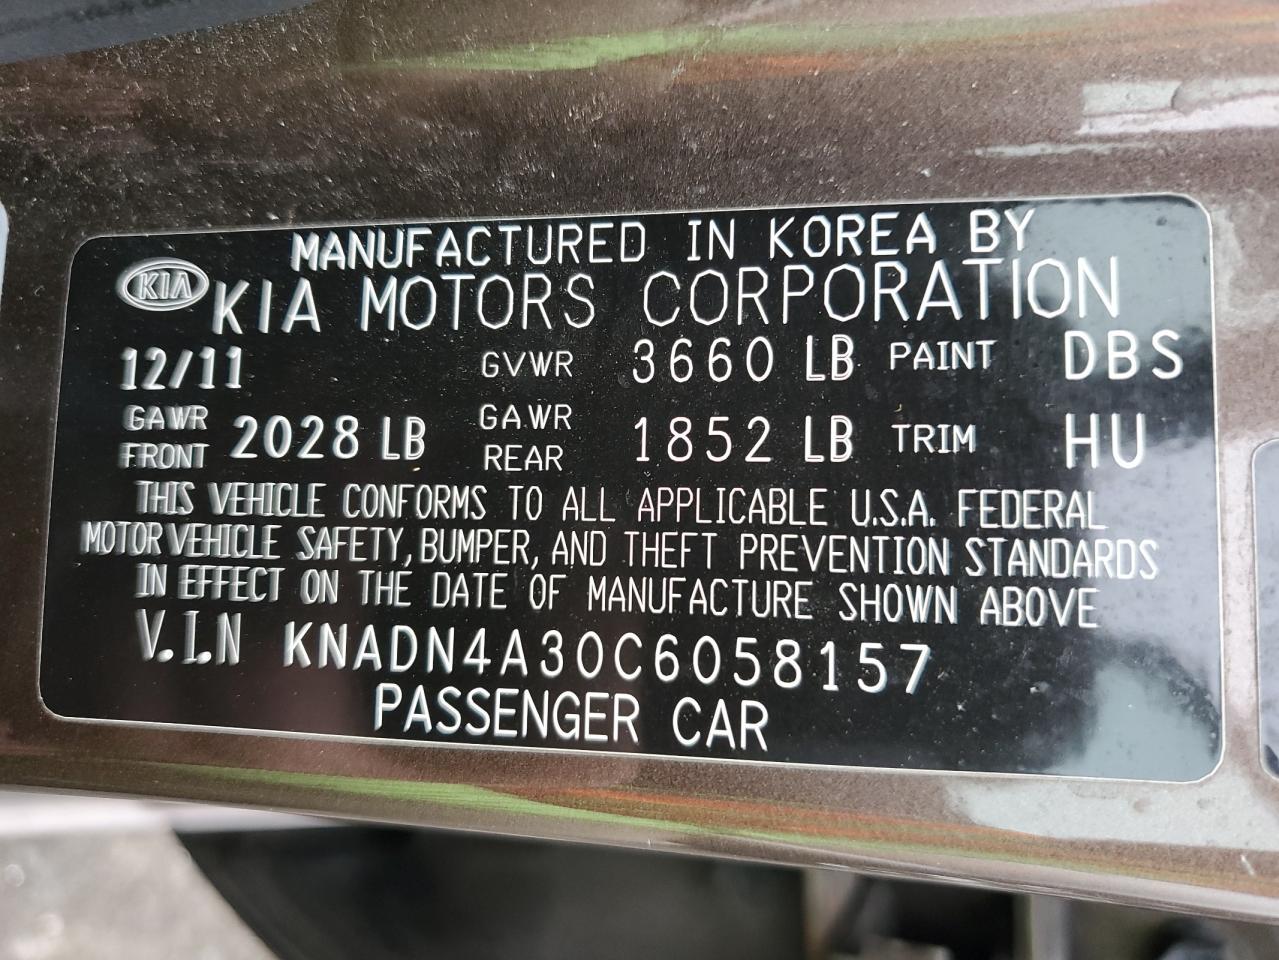 MANUFACTURED IN KOREA BY
KIA KIA MOTORS CORPORATION
12/11 GVWR 3660 LB PAINT DBS
GAWR FRONT 2028 LB GAWR REAR 1852 LB TRIM HU
THIS VEHICLE CONFORMS TO ALL APPLICABLE U.S.A. FEDERAL
MOTOR VEHICLE SAFETY, BUMPER, AND THEFT PREVENTION STANDARDS
IN EFFECT ON THE DATE OF MANUFACTURE SHOWN ABOVE
V.I.N KNADN4A30C6058157
PASSENGER CAR